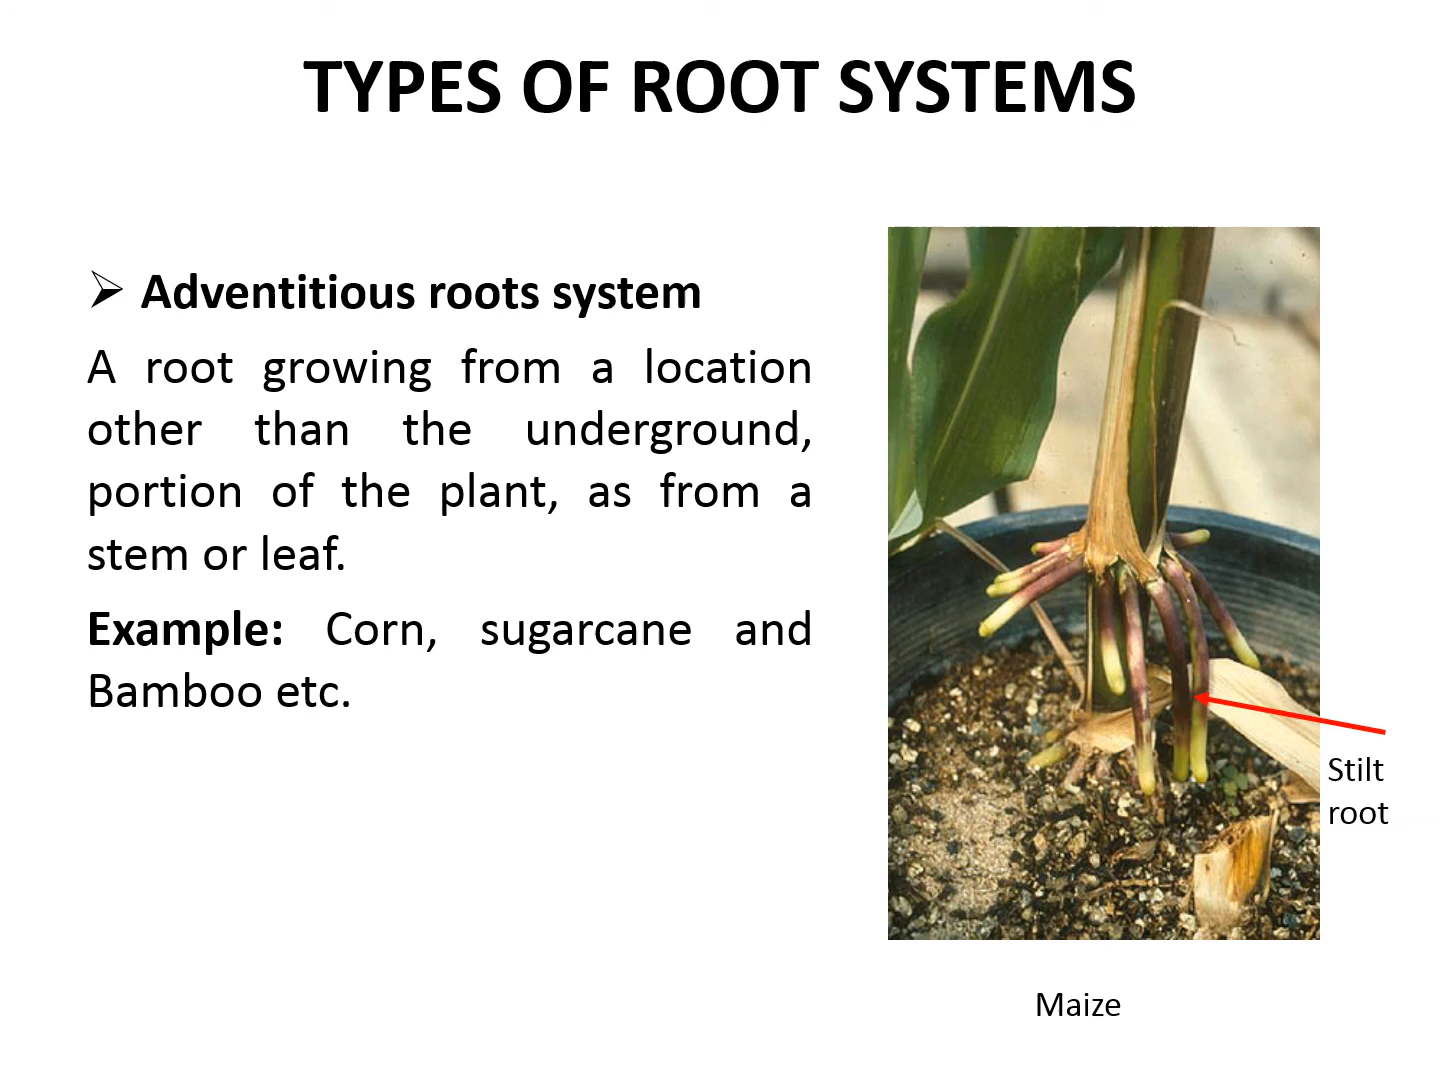 TYPES OF ROOT SYSTEMS
Adventitious roots system
A root growing from a location
other than the underground,
portion of the plant, as from a
stem or leaf.
Example: Corn, sugarcane and
Bamboo etc.
Stilt
root
Maize